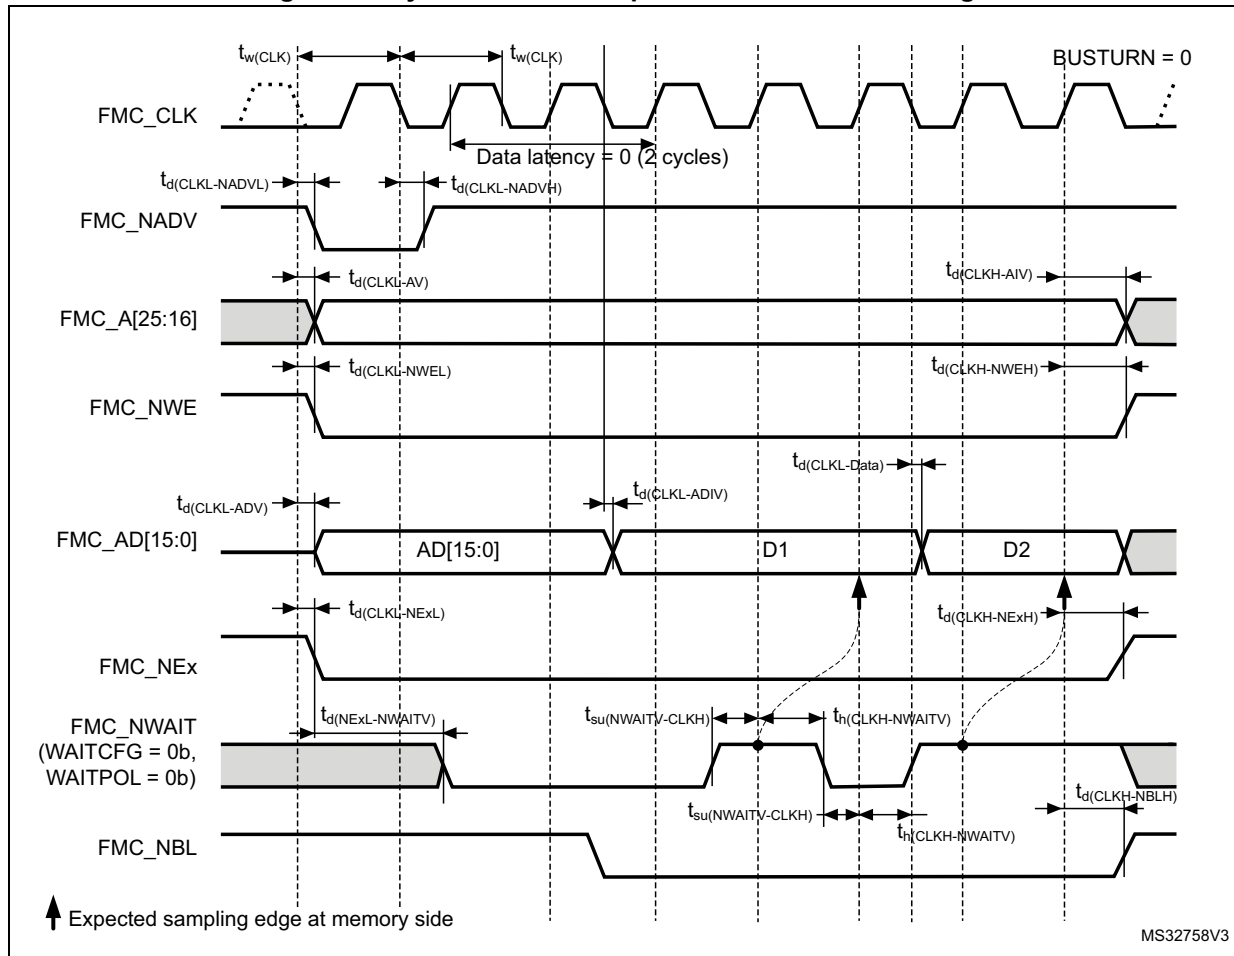 tw(CLK) tw(CLK) BUSTURN = 0
FMC_CLK
Data latency = 0 (2 cycles)
td(CLKL-NADVL) td(CLKL-NADVH)
FMC_NADV
td(CLKL-AV) td(CLKH-AIV)
FMC_A[25:16]
td(CLKL-NWEL) td(CLKH-NWEH)
FMC_NWE
td(CLKL-Data)
td(CLKL-ADV) td(CLKL-ADIV)
FMC_AD[15:0] AD[15:0] D1 D2
td(CLKL-NExL) td(CLKH-NExH)
FMC_NEx
FMC_NWAIT td(NExL-NWAITV) tsu(NWAITV-CLKH) th(CLKH-NWAITV)
(WAITCFG = 0b,
WAITPOL = 0b)
td(CLKH-NBLH)
tsu(NWAITV-CLKH) th(CLKH-NWAITV)
FMC_NBL
Expected sampling edge at memory side
MS32758V3